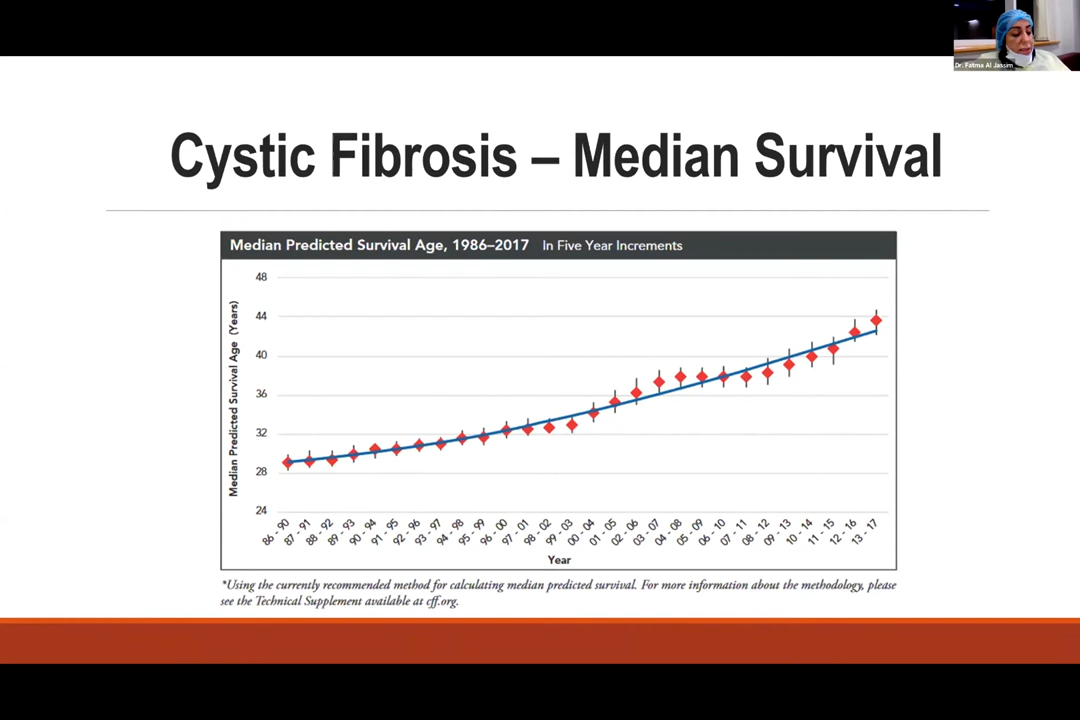 Dr. Fatma Al Jassim
Cystic Fibrosis – Median Survival
Median Predicted Survival Age, 1986–2017 In Five Year Increments
Median Predicted Survival Age (Years)
48
44
40
36
32
28
24
86 - 90
87 - 91
88 - 92
89 - 93
90 - 94
91 - 95
92 - 96
93 - 97
94 - 98
95 - 99
96 - 00
97 - 01
98 - 02
99 - 03
00 - 04
01 - 05
02 - 06
03 - 07
04 - 08
05 - 09
06 - 10
07 - 11
08 - 12
09 - 13
10 - 14
11 - 15
12 - 16
13 - 17
Year
*Using the currently recommended method for calculating median predicted survival. For more information about the methodology, please
see the Technical Supplement available at cff.org.